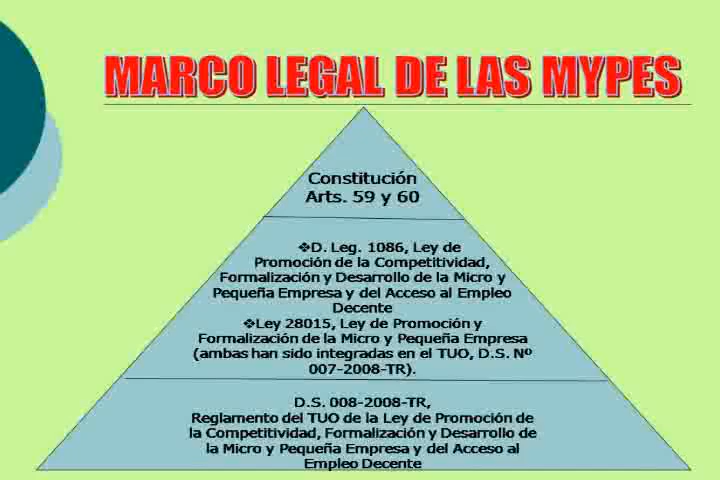 MARCO LEGAL DE LAS MYPES
Constitución
Arts. 59 y 60
❖D. Leg. 1086, Ley de
Promoción de la Competitividad,
Formalización y Desarrollo de la Micro y
Pequeña Empresa y del Acceso al Empleo
Decente
❖Ley 28015, Ley de Promoción y
Formalización de la Micro y Pequeña Empresa
(ambas han sido integradas en el TUO, D.S. Nº
007-2008-TR).
D.S. 008-2008-TR,
Reglamento del TUO de la Ley de Promoción de
la Competitividad, Formalización y Desarrollo de
la Micro y Pequeña Empresa y del Acceso al
Empleo Decente